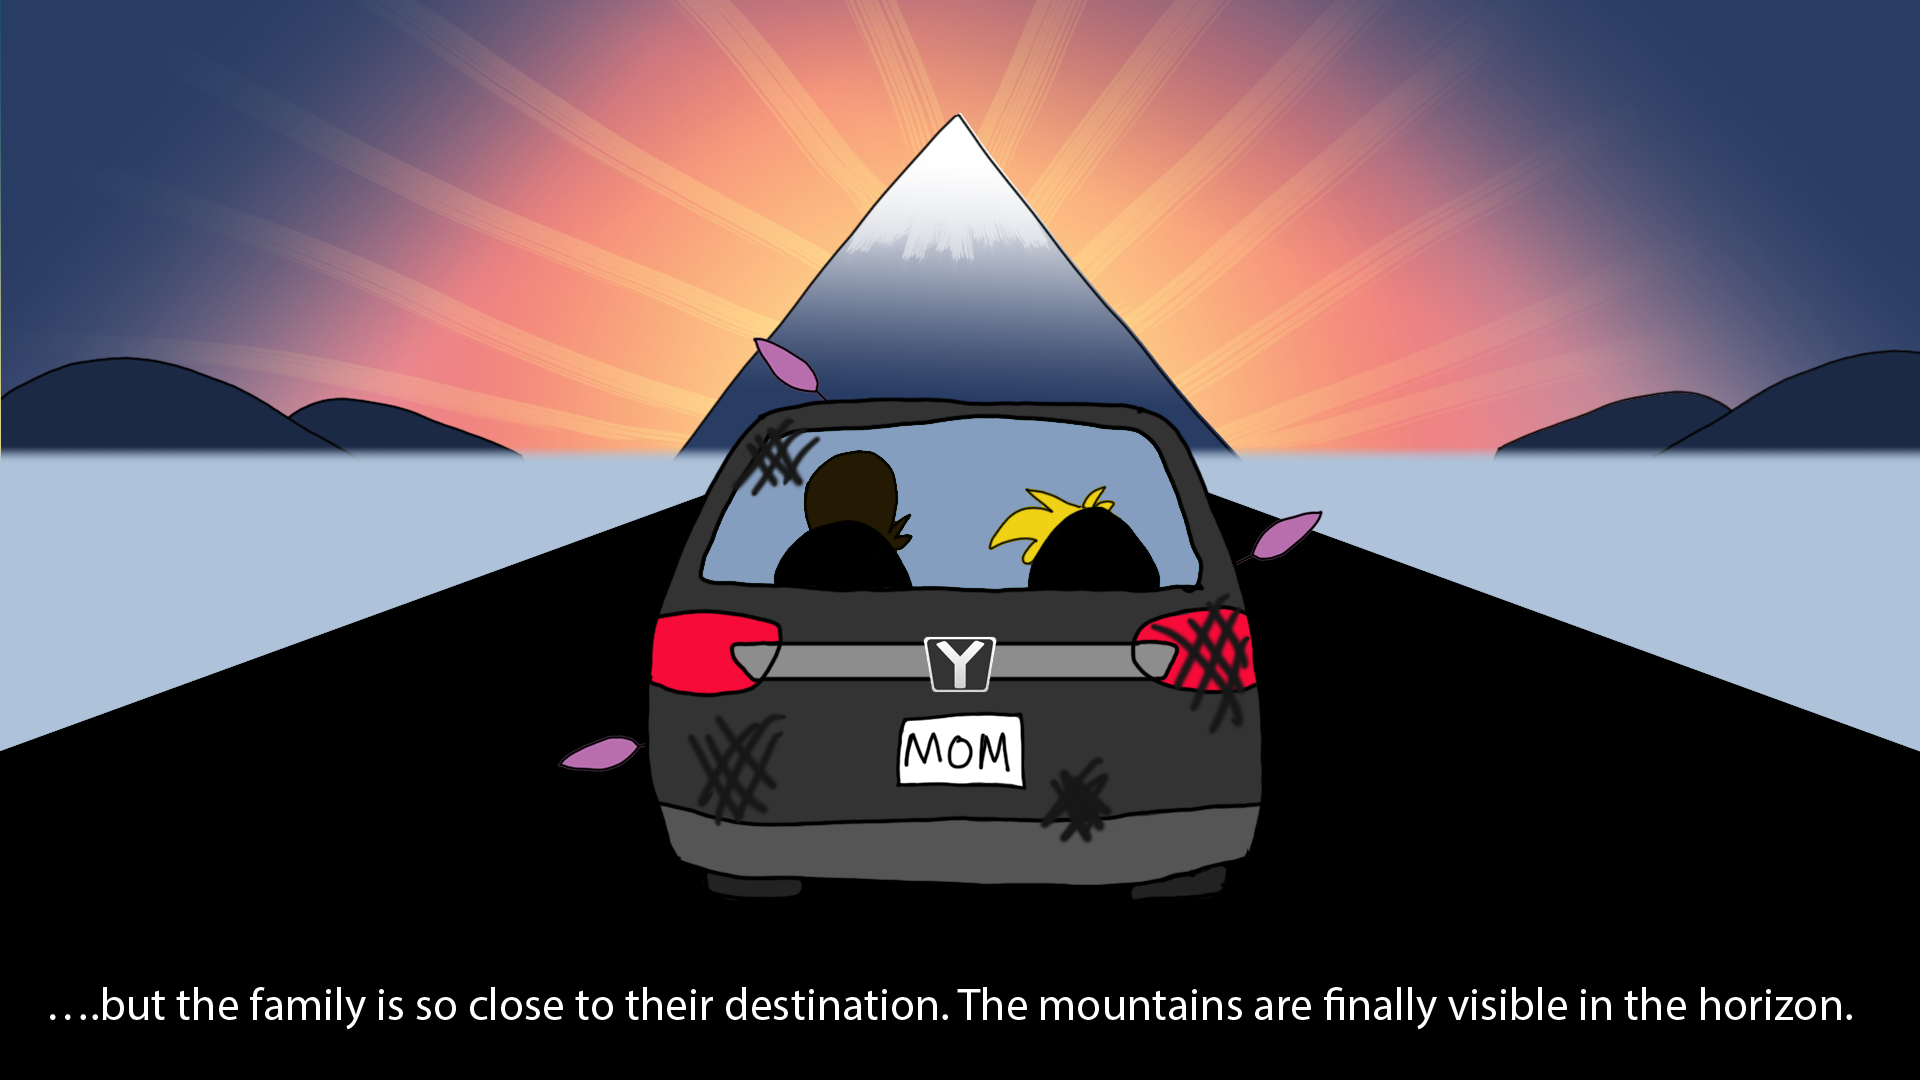 Y
MOM
....but the family is so close to their destination. The mountains are finally visible in the horizon.